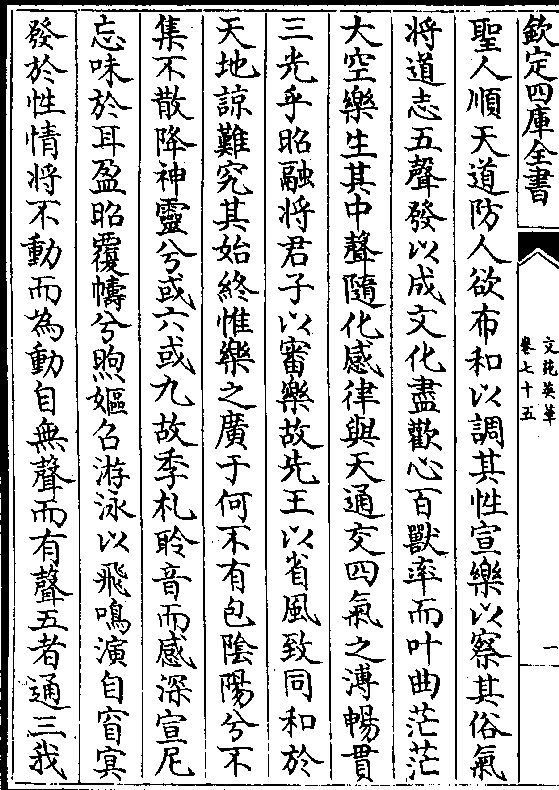 欽定四庫全書
文苑英華
卷七十五
一
聖人順天道防人欲布和以調其性宣樂以察其俗氣
将道志五聲發以成文化盡歡心百獸率而叶曲茫茫
大空樂生其中聲隨化感律與天通交四氣之溥暢貫
三光乎昭融将君子以審樂故先王以省風致同和於
天地諒難究其始終惟樂之廣于何不有包陰陽兮不
集不散降神靈兮或六或九故季札聆音而感深宣尼
忘味於耳盈昭覆幬兮煦嫗召游泳以飛鳴演自窅冥
發於性情将不動而為動自無聲而有聲五者通三我